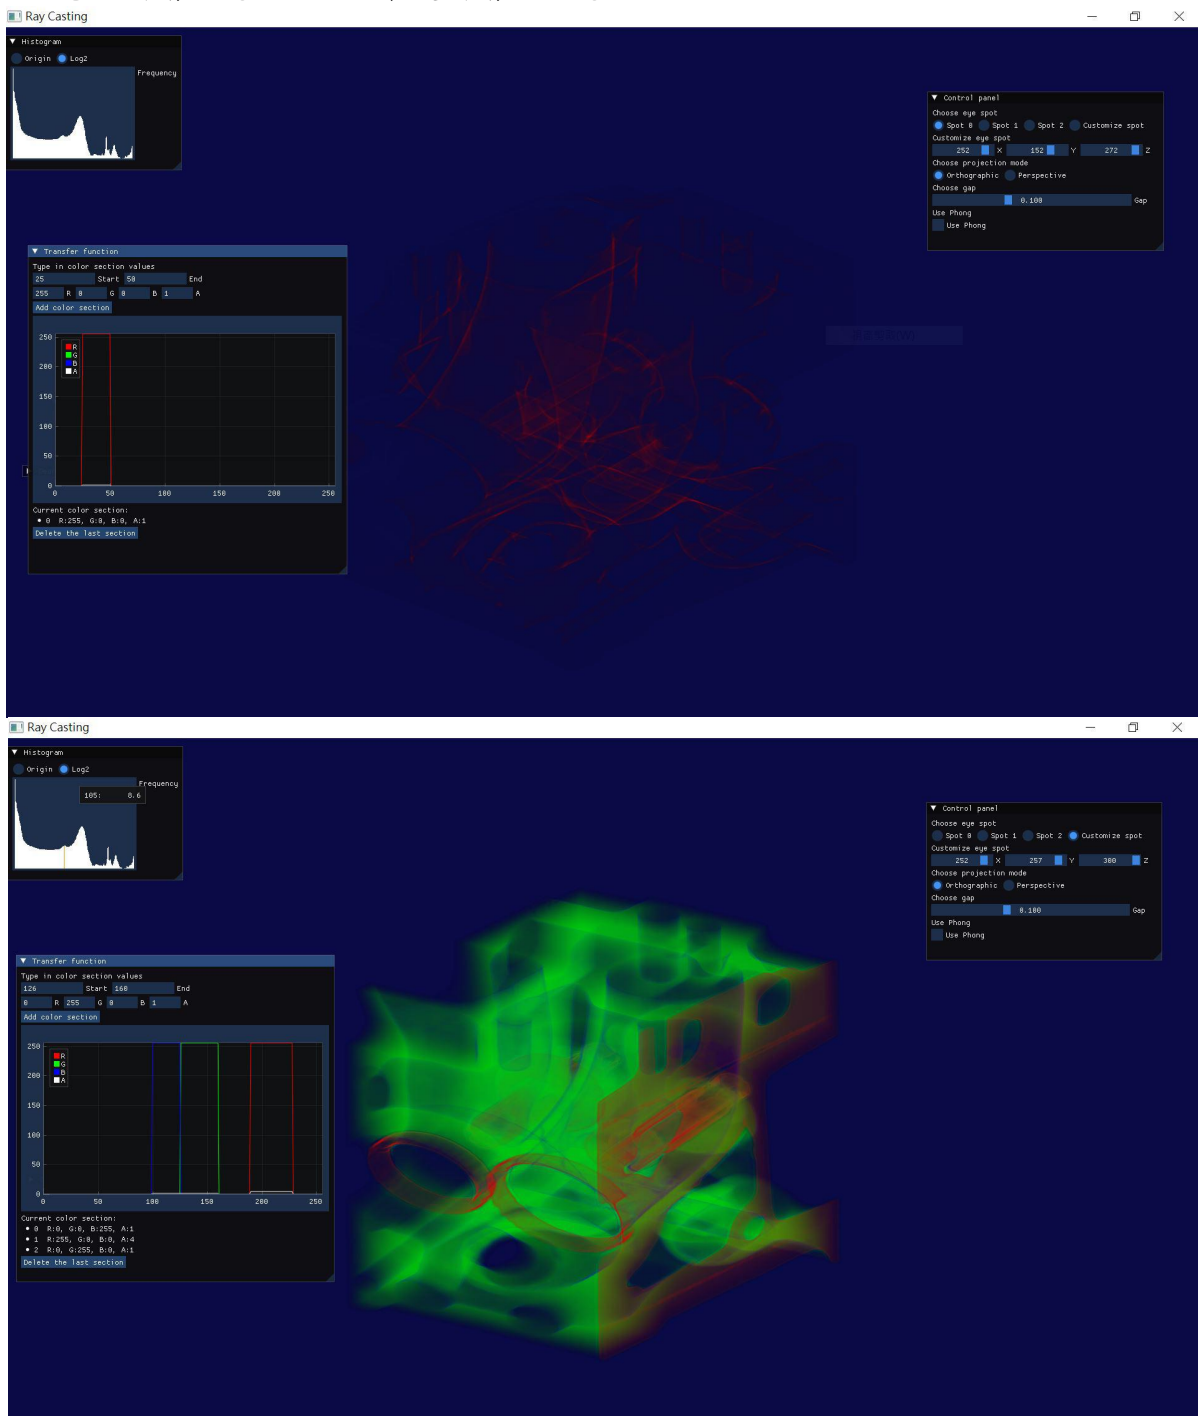 Ray Casting
Histogram
Origin Log2
Frequency
Control panel
Choose eye spot
Spot 0 Spot 1 Spot 2 Customize spot
Customize eye spot
252 X 152 Y 272 Z
Choose projection mode
Orthographic Perspective
Choose gap
0.100 Gap
Use Phong
Use Phong
Transfer function
Type in color section values
25 Start 50 End
255 R 0 G 0 B 1 A
Add color section
250
200
150
100
50
0
R
G
B
A
0 50 100 150 200 250
Current color section:
0 R:255, G:0, B:0, A:1
Delete the last section
Ray Casting
Histogram
Origin Log2
Frequency
105: 8.6
Control panel
Choose eye spot
Spot 0 Spot 1 Spot 2 Customize spot
Customize eye spot
252 X 257 Y 300 Z
Choose projection mode
Orthographic Perspective
Choose gap
0.100 Gap
Use Phong
Use Phong
Transfer function
Type in color section values
126 Start 160 End
0 R 255 G 0 B 1 A
Add color section
250
200
150
100
50
0
R
G
B
A
0 50 100 150 200 250
Current color section:
0 R:0, G:0, B:255, A:1
1 R:255, G:0, B:0, A:4
2 R:0, G:255, B:0, A:1
Delete the last section